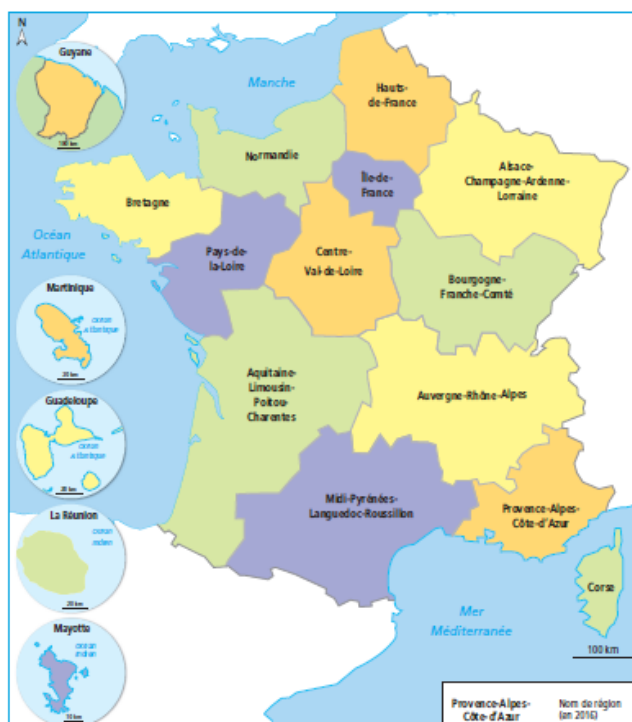 N
Guyane
100 km
Manche
Hauts-
de-France
Normandie
Île-de-
France
Alsace-
Champagne-Ardenne-
Lorraine
Bretagne
Océan
Atlantique
Pays-de-
la-Loire
Centre-
Val-de-Loire
Bourgogne-
Franche-Comté
Martinique
océan
atlantique
20 km
Aquitaine-
Limousin-
Poitou-
Charentes
Auvergne-Rhône-Alpes
Guadeloupe
océan
atlantique
20 km
Midi-Pyrénées-
Languedoc-Roussillon
Provence-Alpes-
Côte-d'Azur
La Réunion
océan
indien
20 km
Corse
Mer
Méditerranée
100 km
Mayotte
océan
indien
10 km
Provence-Alpes-
Côte-d'Azur
Nom de région
(en 2016)